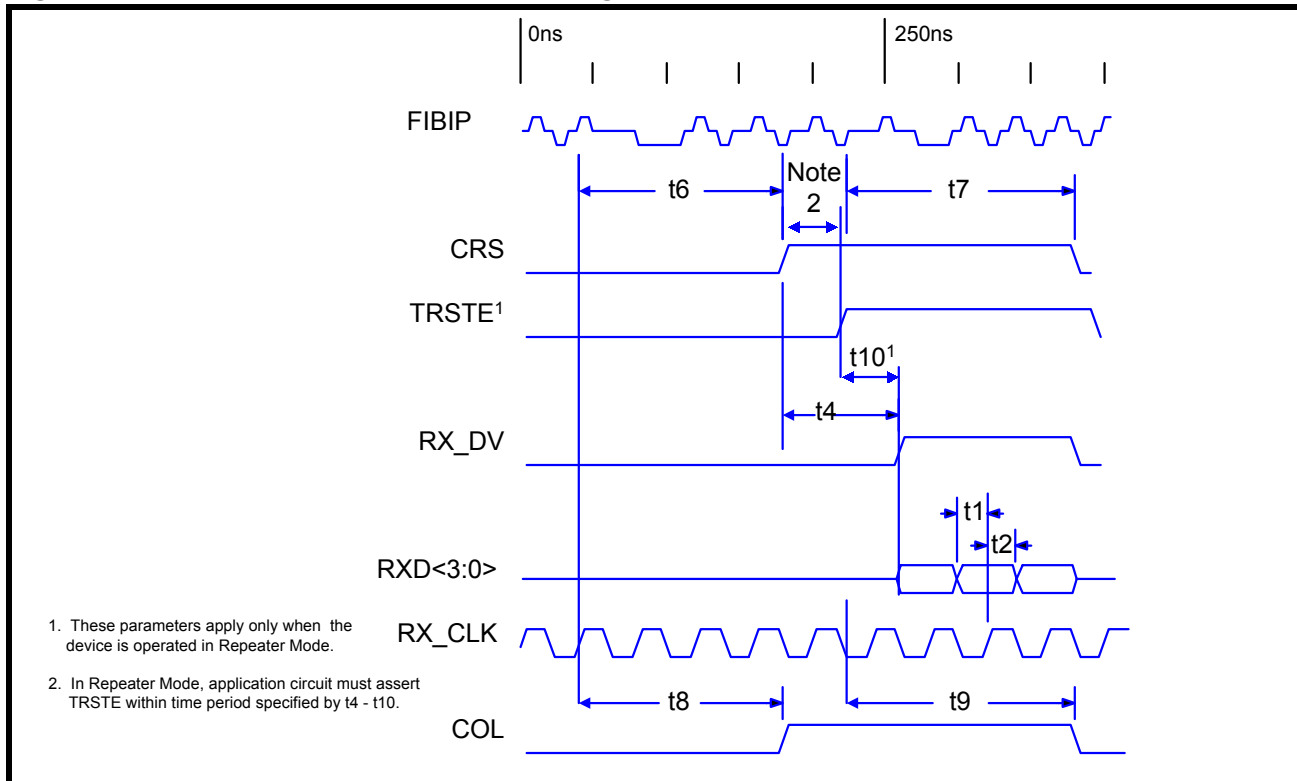 0ns
250ns
FIBIP
Note
2
t6
t7
CRS
TRSTE¹
t10¹
t4
RX_DV
t1
t2
RXD<3:0>
RX_CLK
1. These parameters apply only when the
device is operated in Repeater Mode.
2. In Repeater Mode, application circuit must assert
TRSTE within time period specified by t4 - t10.
t8
t9
COL